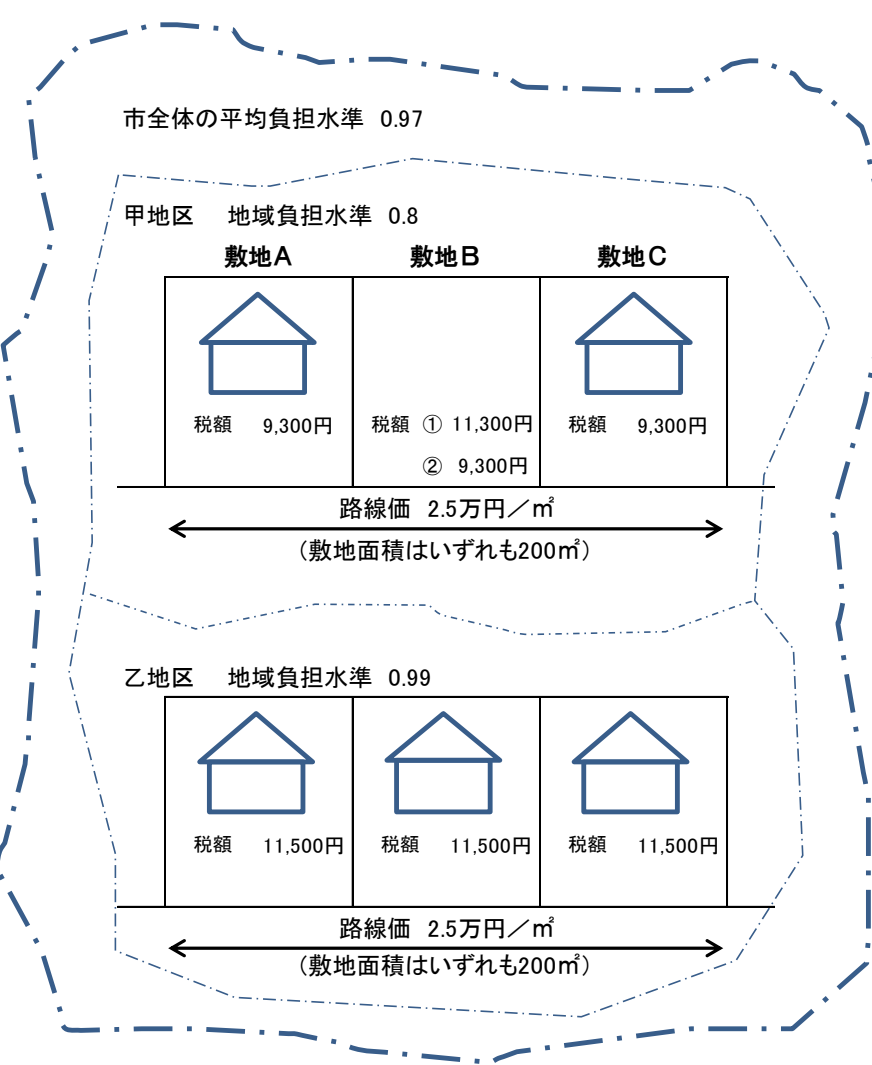 市全体の平均負担水準 0.97
甲地区 地域負担水準 0.8
敷地A 敷地B 敷地C
税額 9,300円 税額 ① 11,300円 税額 9,300円
② 9,300円
路線価 2.5万円/㎡
(敷地面積はいずれも200㎡)
乙地区 地域負担水準 0.99
税額 11,500円 税額 11,500円 税額 11,500円
路線価 2.5万円/㎡
(敷地面積はいずれも200㎡)